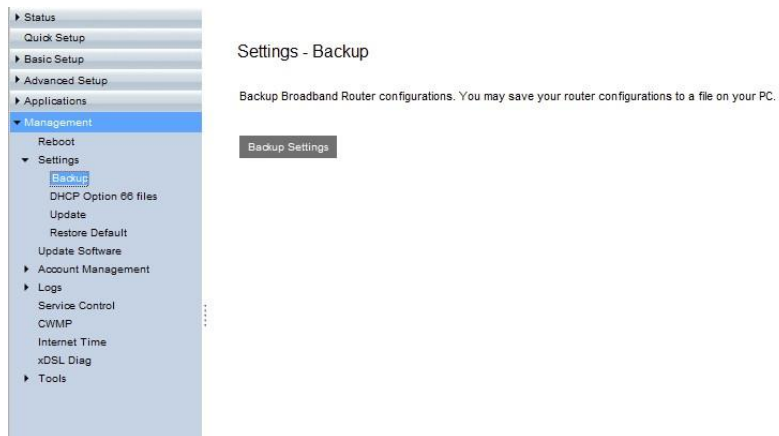 Status
Quick Setup
Basic Setup
Advanced Setup
Applications
Management
Reboot
Settings
Backup
DHCP Option 66 files
Update
Restore Default
Update Software
Account Management
Logs
Service Control
CWMP
Internet Time
xDSL Diag
Tools
Settings - Backup
Backup Broadband Router configurations. You may save your router configurations to a file on your PC.
Backup Settings